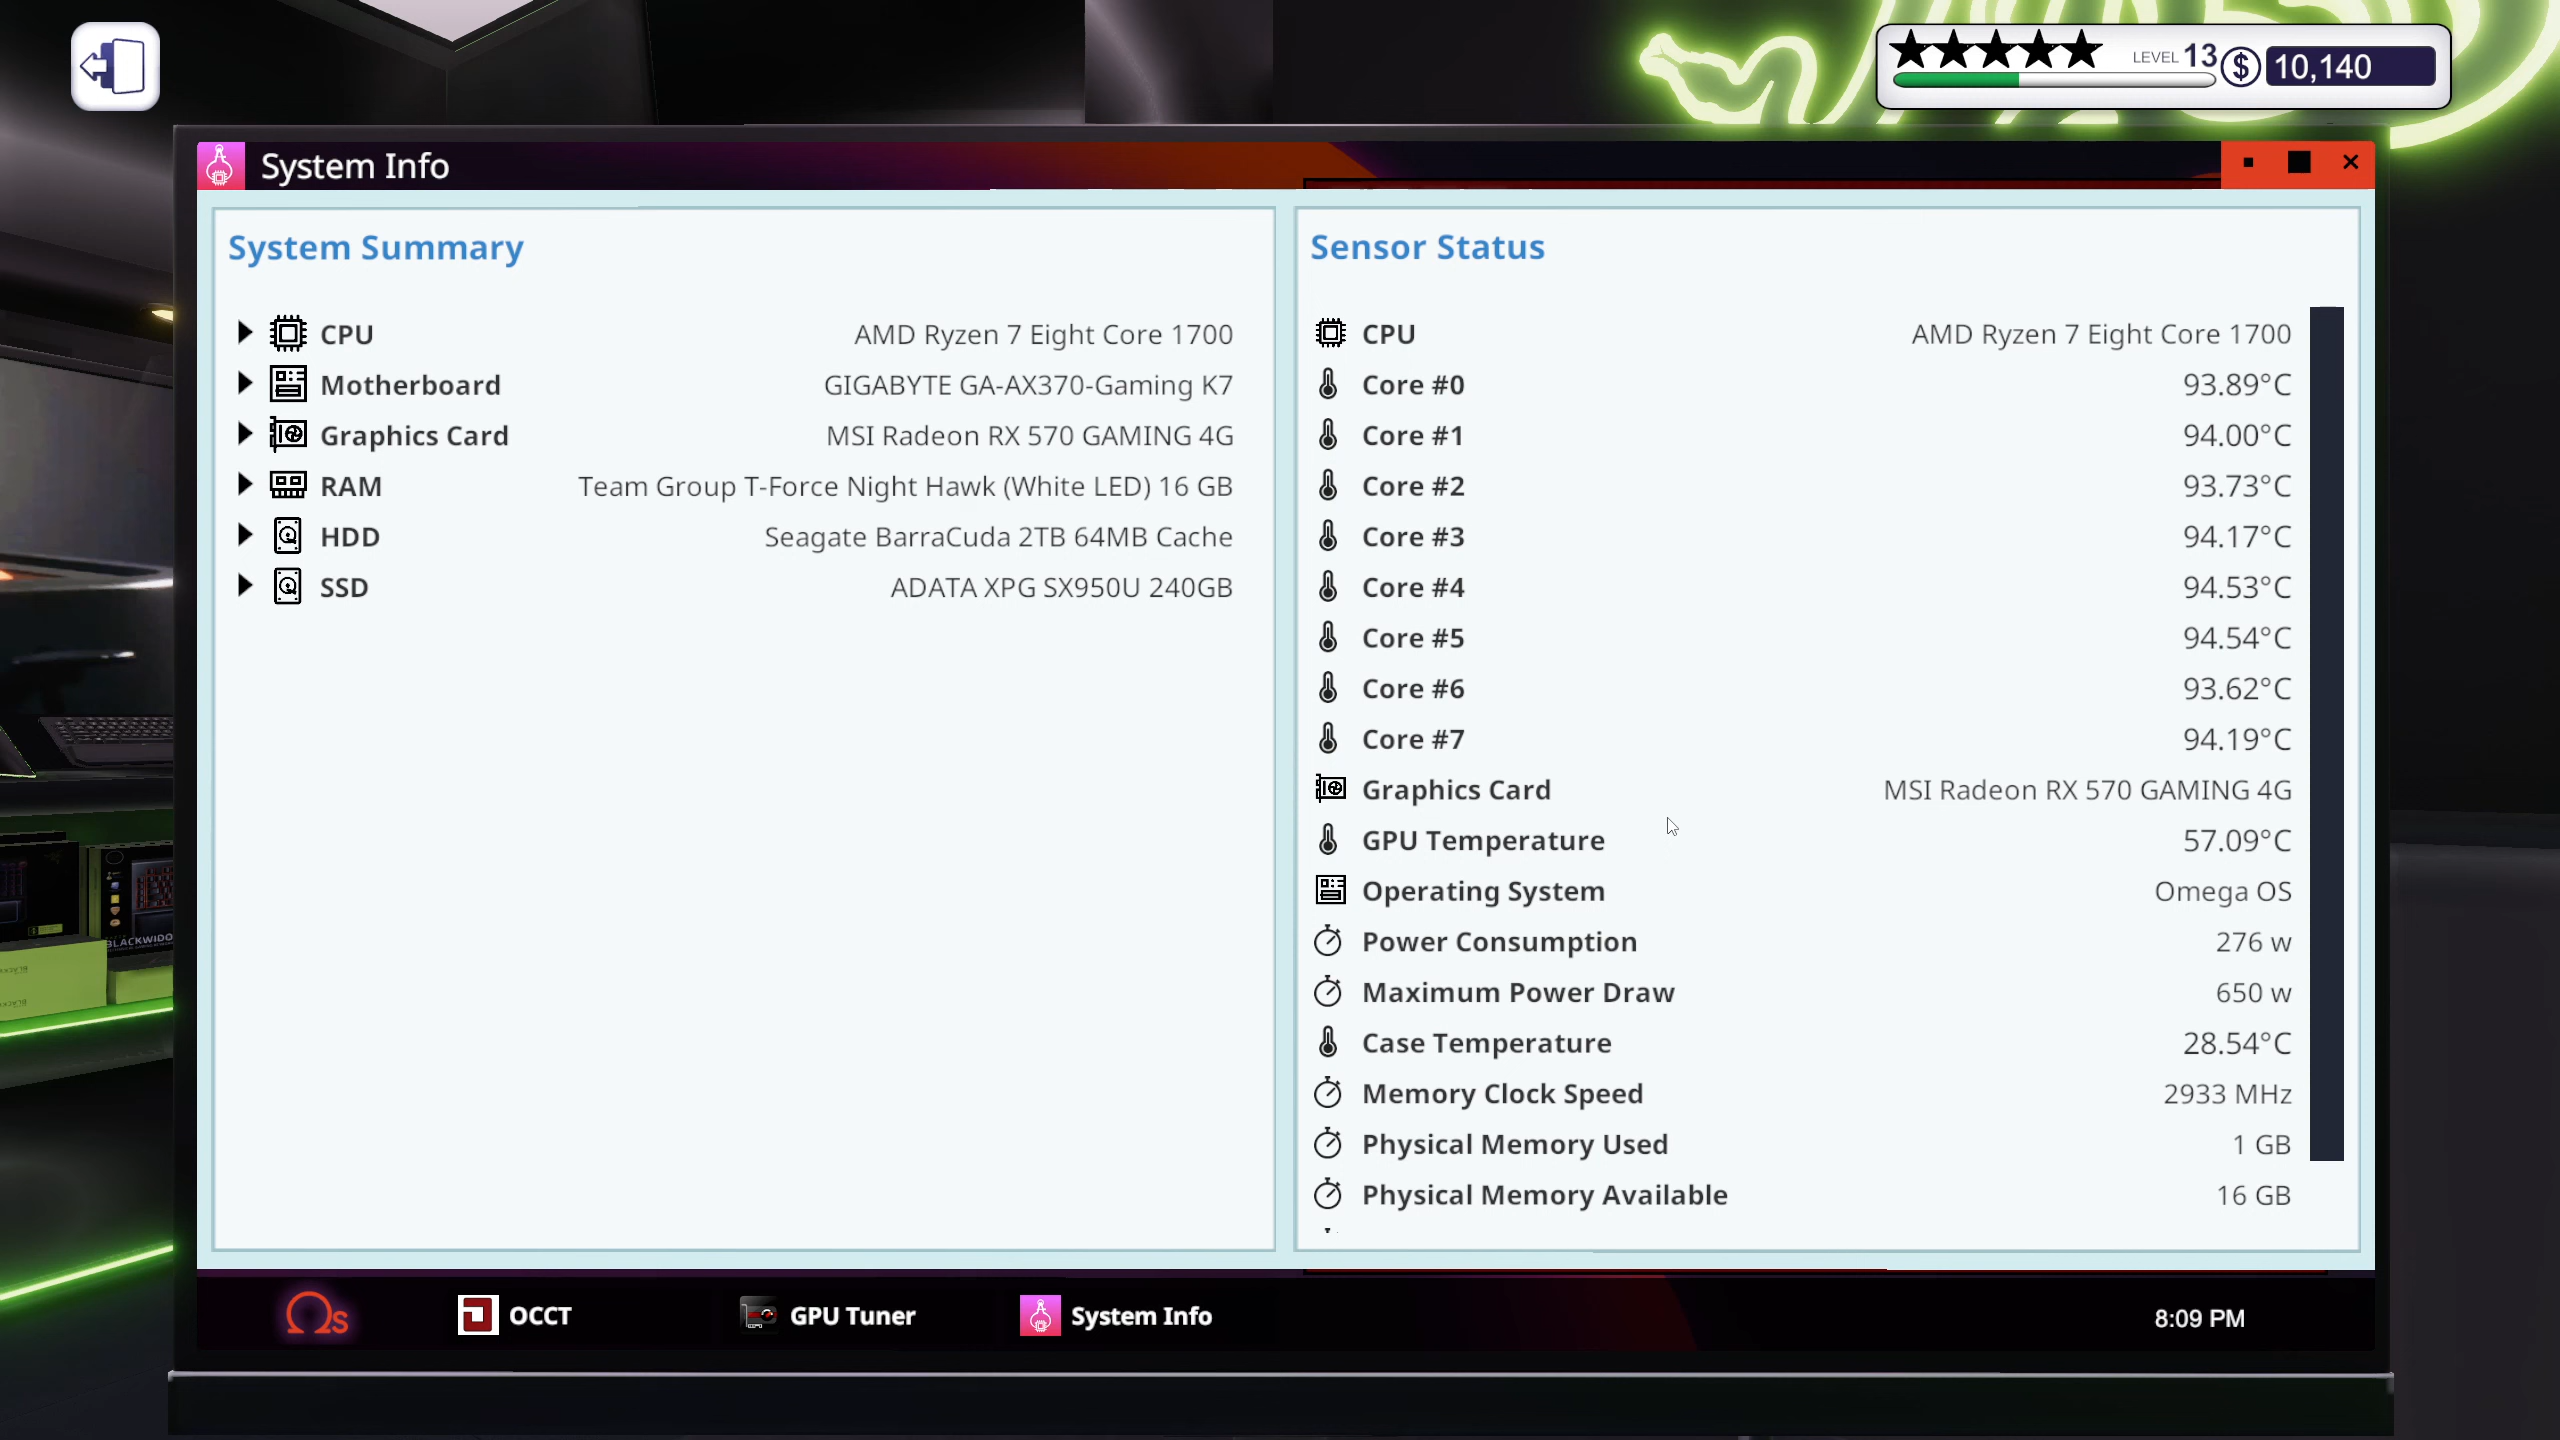 LEVEL 13 $ 10,140
System Info
System Summary
CPU AMD Ryzen 7 Eight Core 1700
Motherboard GIGABYTE GA-AX370-Gaming K7
Graphics Card MSI Radeon RX 570 GAMING 4G
RAM Team Group T-Force Night Hawk (White LED) 16 GB
HDD Seagate BarraCuda 2TB 64MB Cache
SSD ADATA XPG SX950U 240GB
Sensor Status
CPU AMD Ryzen 7 Eight Core 1700
Core #0 93.89°C
Core #1 94.00°C
Core #2 93.73°C
Core #3 94.17°C
Core #4 94.53°C
Core #5 94.54°C
Core #6 93.62°C
Core #7 94.19°C
Graphics Card MSI Radeon RX 570 GAMING 4G
GPU Temperature 57.09°C
Operating System Omega OS
Power Consumption 276 w
Maximum Power Draw 650 w
Case Temperature 28.54°C
Memory Clock Speed 2933 MHz
Physical Memory Used 1 GB
Physical Memory Available 16 GB
BLACKWIDO
Ωs OCCT GPU Tuner System Info 8:09 PM